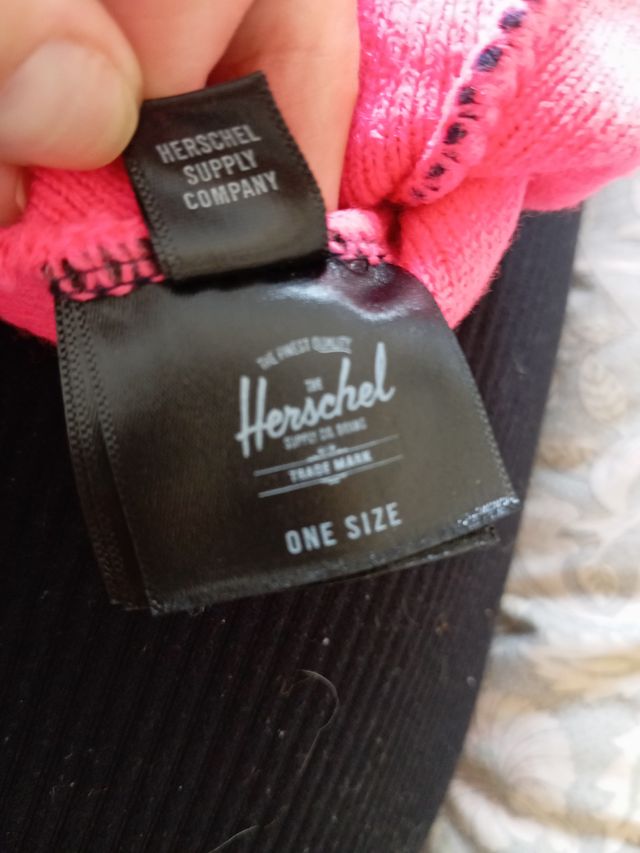 HERSCHEL
SUPPLY
COMPANY
THE FINEST QUALITY
THE
Herschel
SUPPLY CO. BRAND
TRADE MARK
ONE SIZE